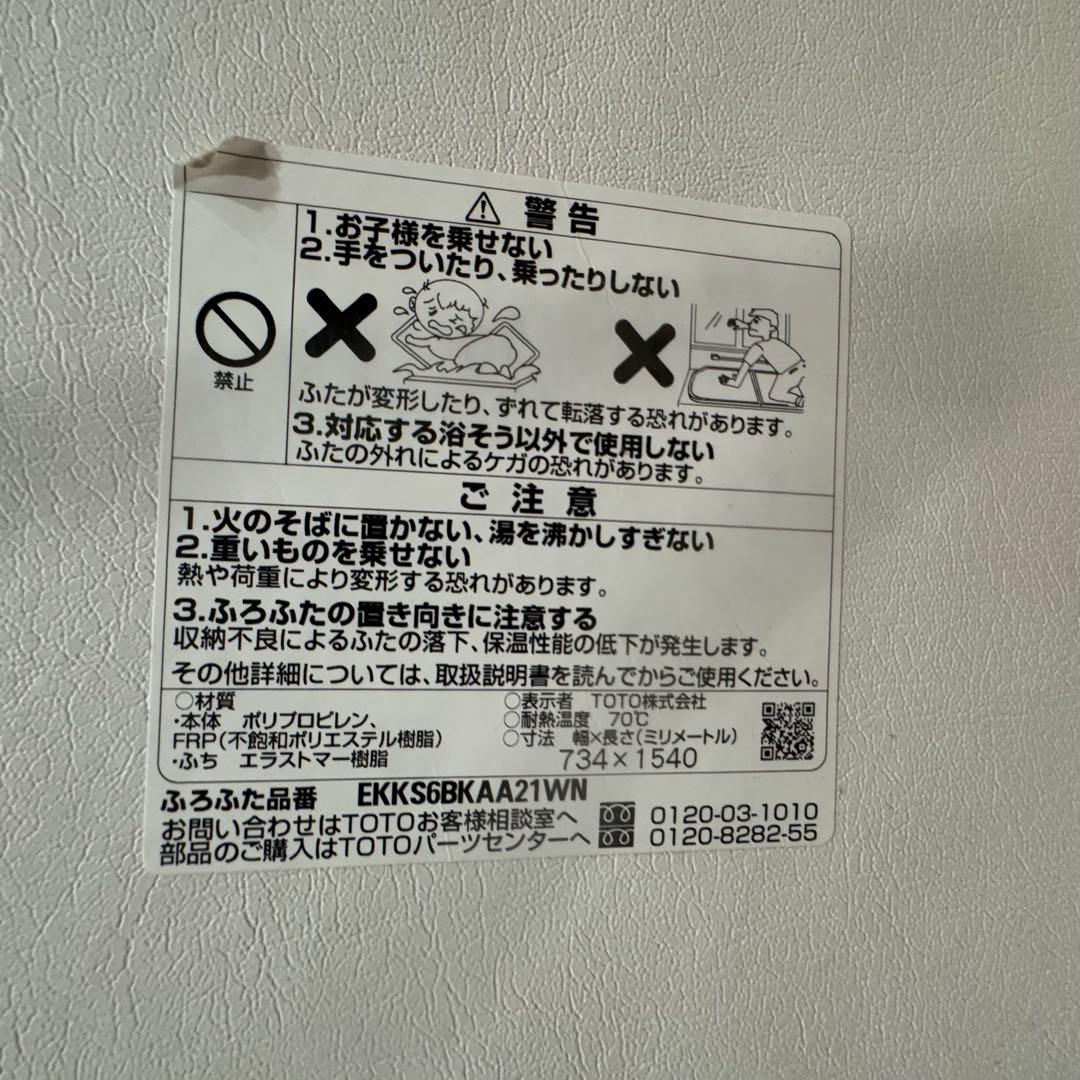 警告
1.お子様を乗せない
2.手をついたり、乗ったりしない
禁止
ふたが変形したり、ずれて転落する恐れがあります。
3.対応する浴そう以外で使用しない
ふたの外れによるケガの恐れがあります。
ご注意
1.火のそばに置かない、湯を沸かしすぎない
2.重いものを乗せない
熱や荷重により変形する恐れがあります。
3.ふろふたの置き向きに注意する
収納不良によるふたの落下、保温性能の低下が発生します。
その他詳細については、取扱説明書を読んでからご使用ください。
○材質
・本体 ポリプロピレン、
FRP(不飽和ポリエステル樹脂)
・ふち エラストマー樹脂
○表示者 TOTO株式会社
○耐熱温度 70℃
○寸法 幅×長さ(ミリメートル)
734×1540
ふろふた品番 EKKS6BKAA21WN
お問い合わせはTOTOお客様相談室へ 0120-03-1010
部品のご購入はTOTOパーツセンターへ 0120-8282-55